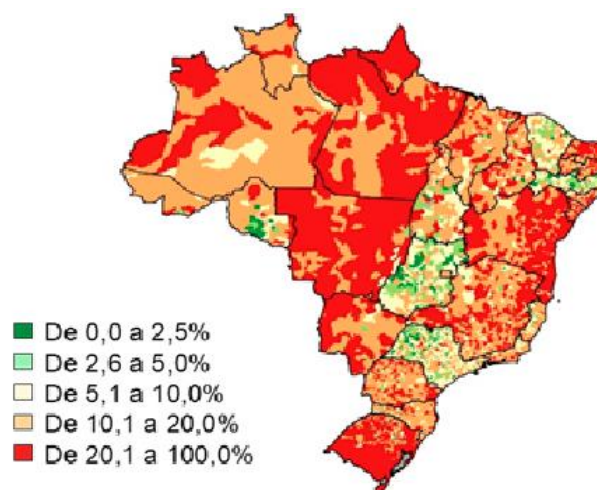 De 0,0 a 2,5%
De 2,6 a 5,0%
De 5,1 a 10,0%
De 10,1 a 20,0%
De 20,1 a 100,0%